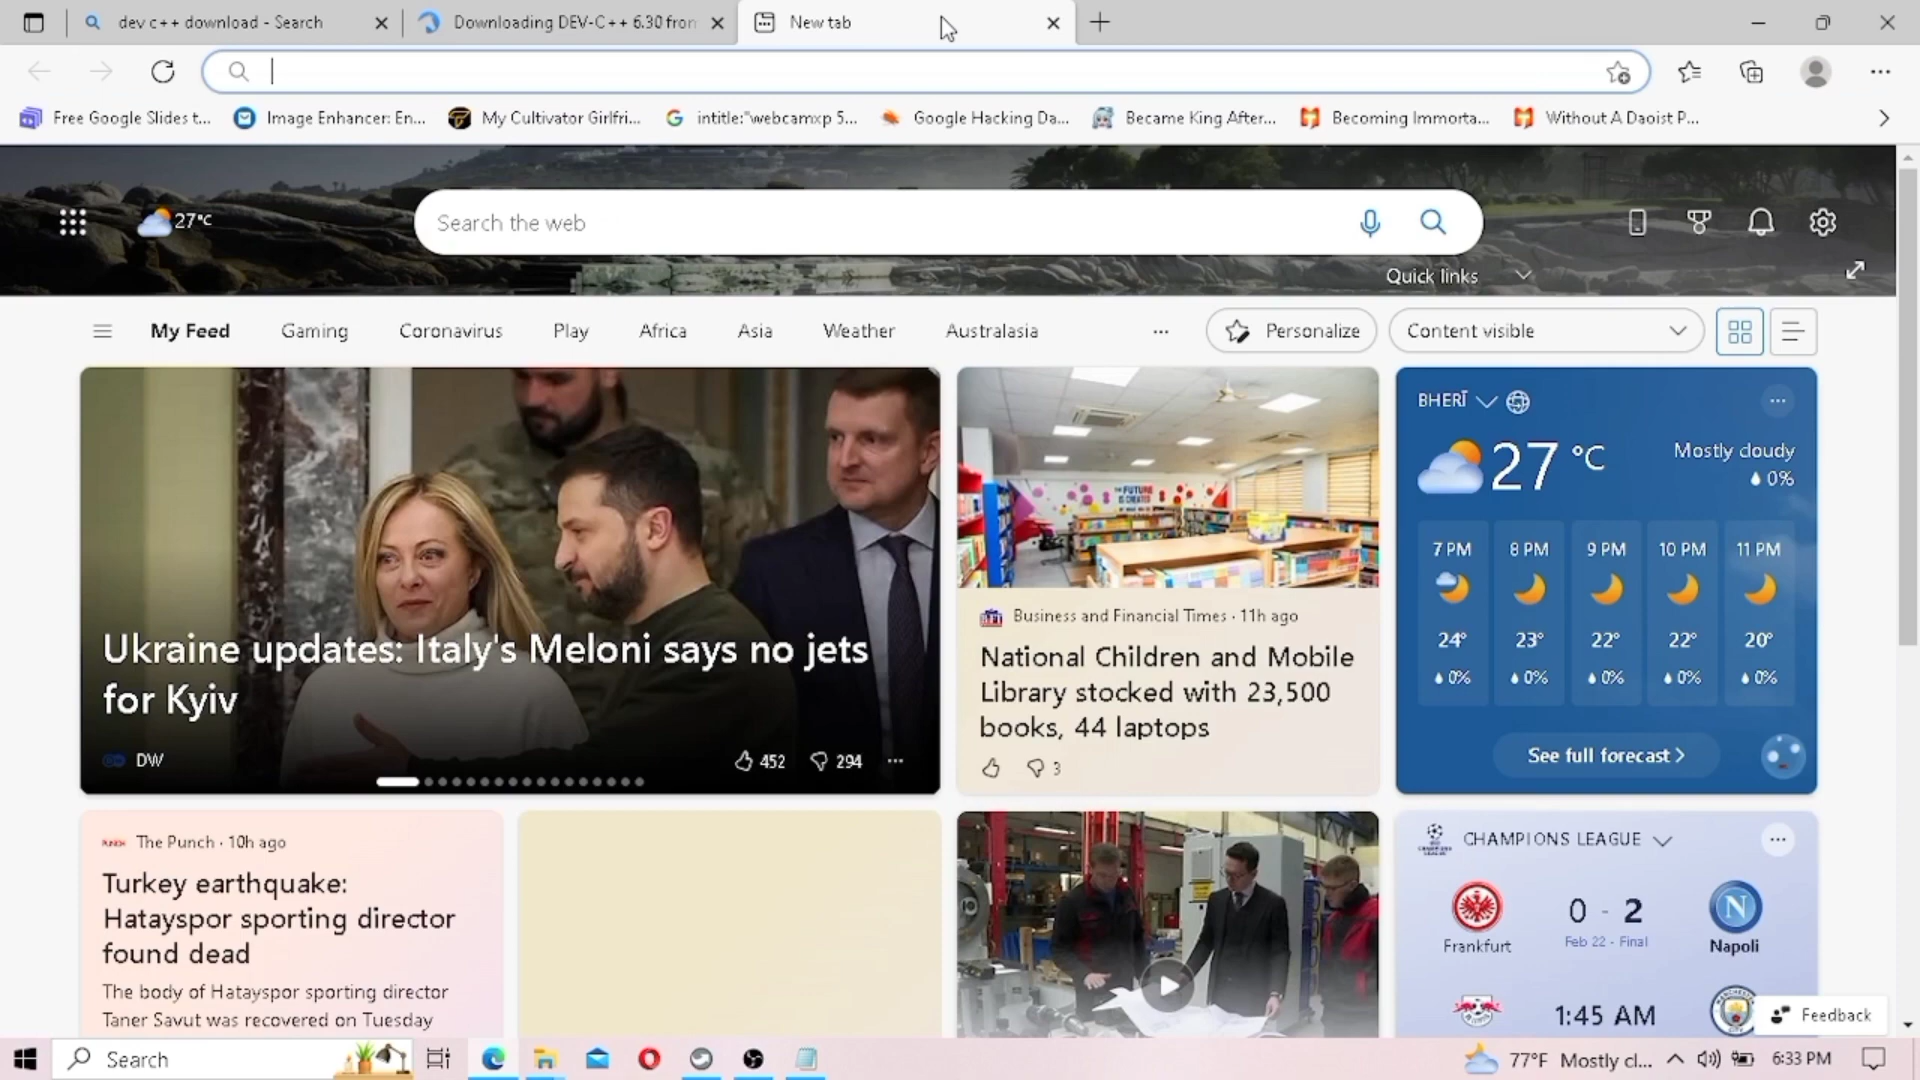 dev c++ download - Search
Downloading DEV-C++ 6.30 from
New tab
Free Google Slides t...
Image Enhancer: En...
My Cultivator Girlfri...
intitle:"webcamxp 5...
Google Hacking Da...
Became King After...
Becoming Immorta...
Without A Daoist P...
27°C
Search the web
Quick links
My Feed
Gaming
Coronavirus
Play
Africa
Asia
Weather
Australasia
...
Personalize
Content visible
Ukraine updates: Italy's Meloni says no jets
for Kyiv
DW
452
294
THE FUTURE
IS CREATED
Business and Financial Times · 11h ago
National Children and Mobile
Library stocked with 23,500
books, 44 laptops
3
BHERĪ
27 °C
Mostly cloudy
0%
7 PM 8 PM 9 PM 10 PM 11 PM
24° 23° 22° 22° 20°
0% 0% 0% 0% 0%
See full forecast
The Punch · 10h ago
Turkey earthquake:
Hatayspor sporting director
found dead
The body of Hatayspor sporting director
Taner Savut was recovered on Tuesday
CHAMPIONS LEAGUE
0 - 2
Feb 22 - Final
Frankfurt
Napoli
1:45 AM
Feedback
Search
77°F Mostly cl...
6:33 PM